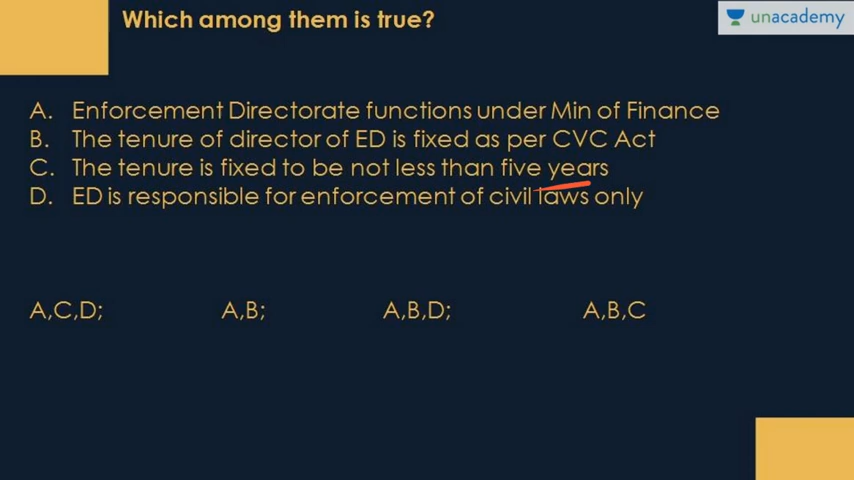 Which among them is true?
unacademy
A. Enforcement Directorate functions under Min of Finance
B. The tenure of director of ED is fixed as per CVC Act
C. The tenure is fixed to be not less than five years
D. ED is responsible for enforcement of civil laws only
A,C,D; A,B; A,B,D; A,B,C